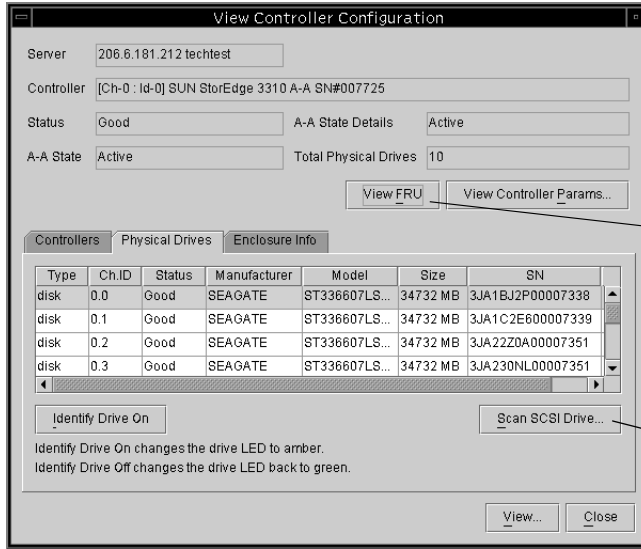 View Controller Configuration
Server 206.6.181.212 techtest
Controller [Ch-0 : Id-0] SUN StorEdge 3310 A-A SN#007725
Status Good A-A State Details Active
A-A State Active Total Physical Drives 10
View FRU View Controller Params...
Controllers Physical Drives Enclosure Info
Type Ch.ID Status Manufacturer Model Size SN
disk 0.0 Good SEAGATE ST336607LS... 34732 MB 3JA1BJ2P00007338
disk 0.1 Good SEAGATE ST336607LS... 34732 MB 3JA1C2E600007339
disk 0.2 Good SEAGATE ST336607LS... 34732 MB 3JA22Z0A00007351
disk 0.3 Good SEAGATE ST336607LS... 34732 MB 3JA230NL00007351
Identify Drive On Scan SCSI Drive...
Identify Drive On changes the drive LED to amber.
Identify Drive Off changes the drive LED back to green.
View... Close